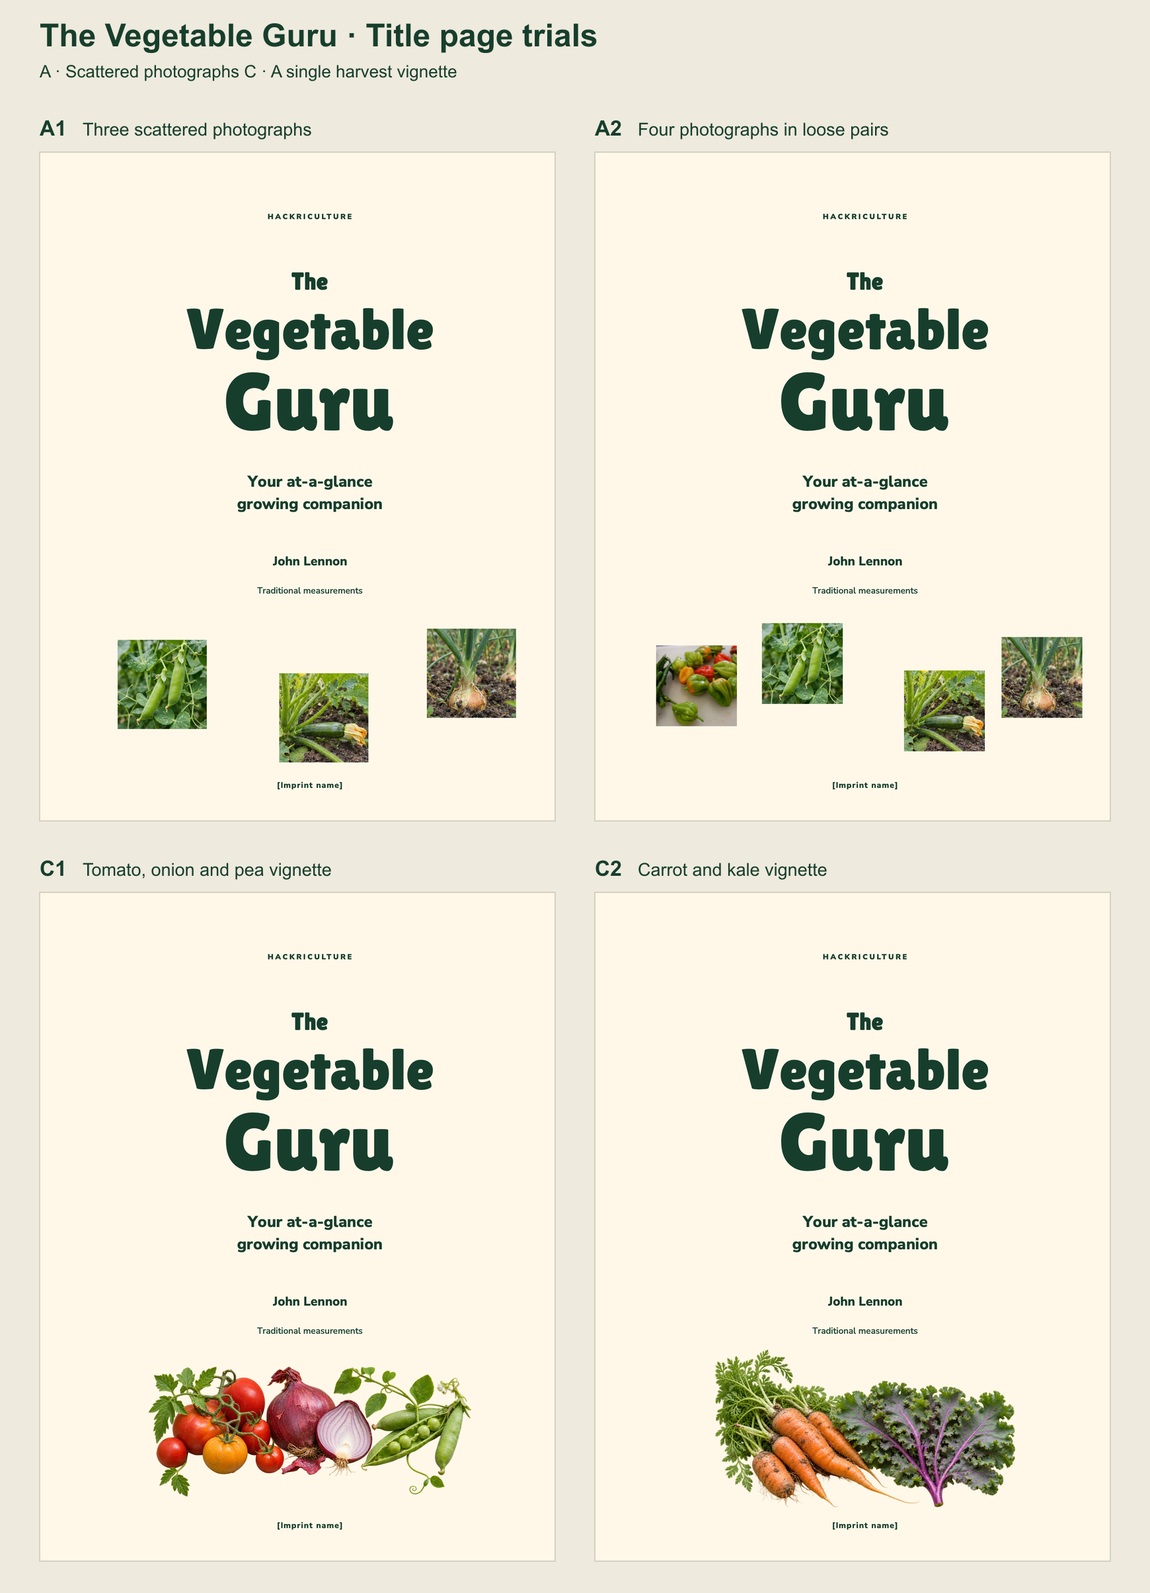 The Vegetable Guru · Title page trials
A · Scattered photographs C · A single harvest vignette
A1 Three scattered photographs
HACKRICULTURE
The
Vegetable
Guru
Your at-a-glance
growing companion
John Lennon
Traditional measurements
[Imprint name]
A2 Four photographs in loose pairs
HACKRICULTURE
The
Vegetable
Guru
Your at-a-glance
growing companion
John Lennon
Traditional measurements
[Imprint name]
C1 Tomato, onion and pea vignette
HACKRICULTURE
The
Vegetable
Guru
Your at-a-glance
growing companion
John Lennon
Traditional measurements
[Imprint name]
C2 Carrot and kale vignette
HACKRICULTURE
The
Vegetable
Guru
Your at-a-glance
growing companion
John Lennon
Traditional measurements
[Imprint name]